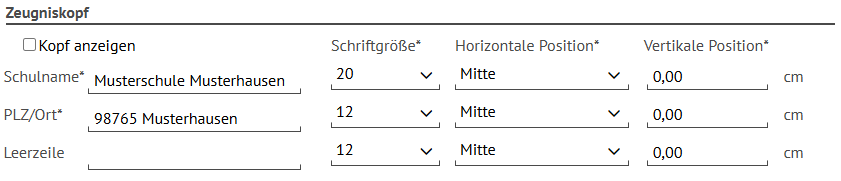 Zeugniskopf
Kopf anzeigen Schriftgröße* Horizontale Position* Vertikale Position*
Schulname* Musterschule Musterhausen 20 Mitte 0,00 cm
PLZ/Ort* 98765 Musterhausen 12 Mitte 0,00 cm
Leerzeile 12 Mitte 0,00 cm